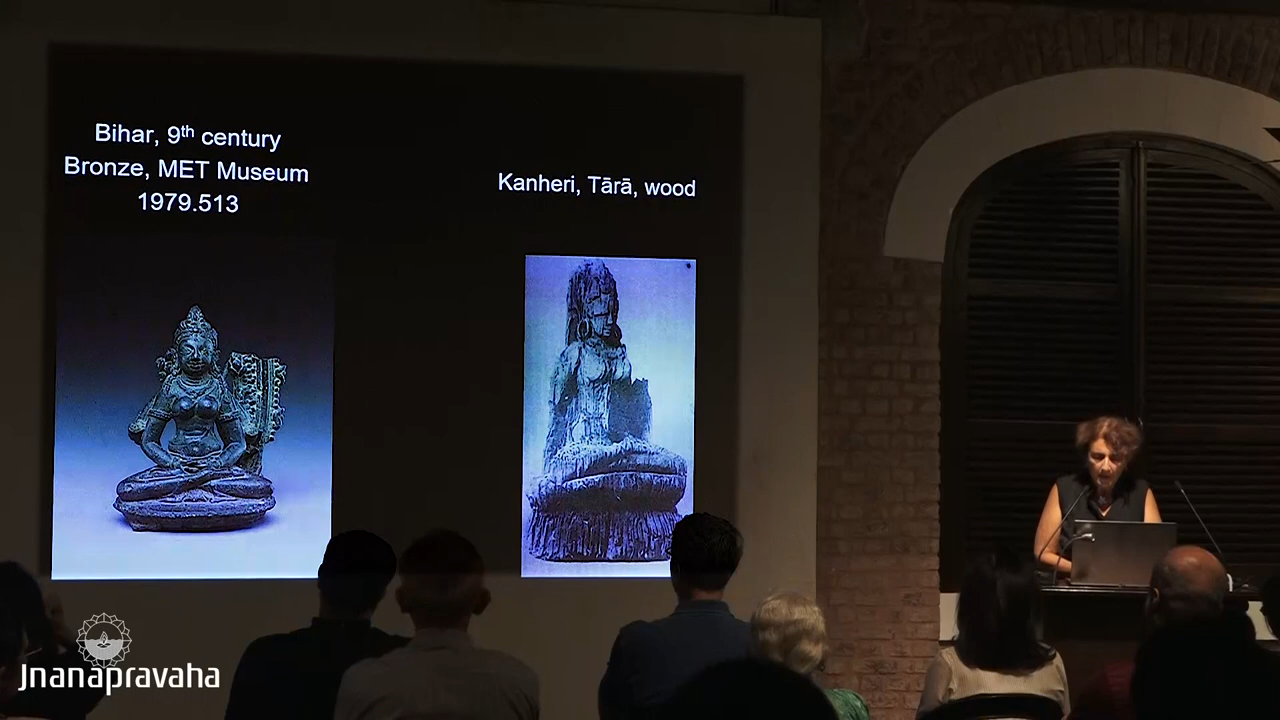 Bihar, 9th century
Bronze, MET Museum
1979.513
Kanheri, Tārā, wood
Jnanapravaha